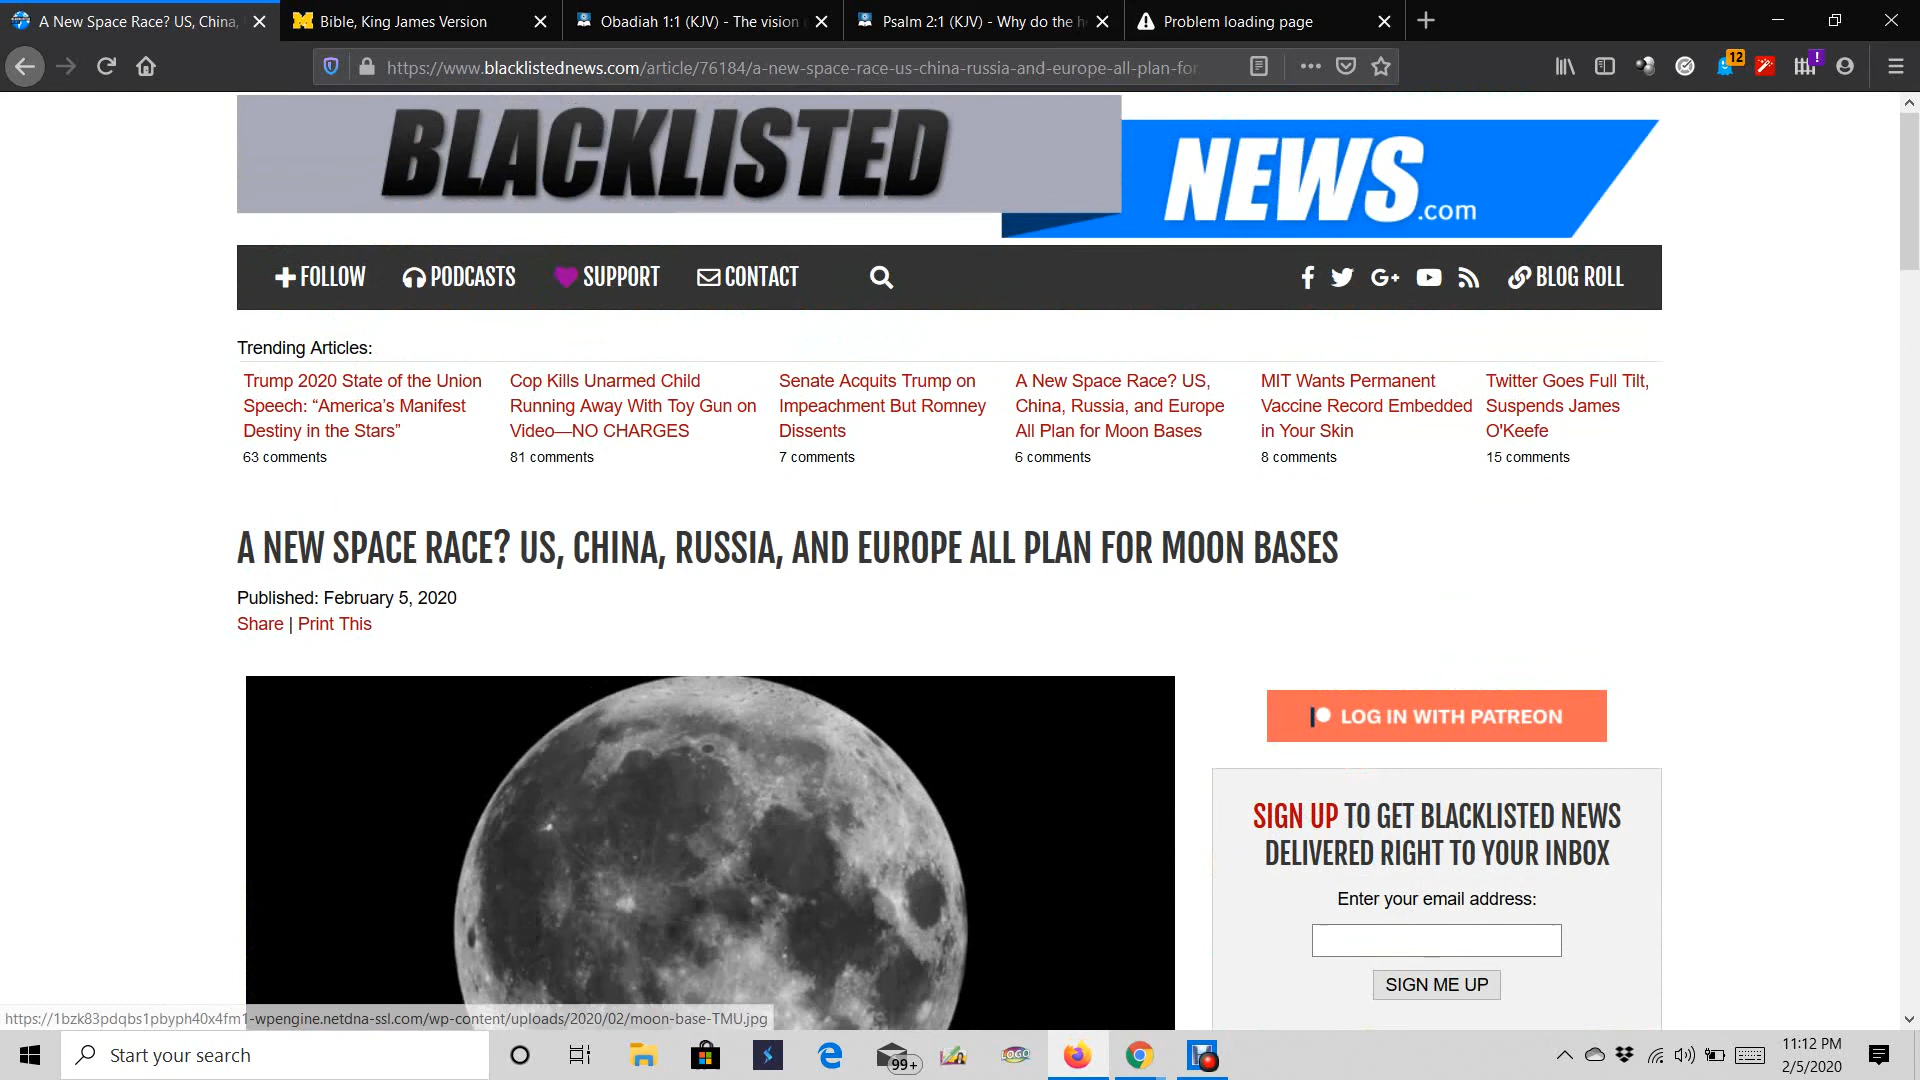 A New Space Race? US, China,
Bible, King James Version
Obadiah 1:1 (KJV) - The vision
Psalm 2:1 (KJV) - Why do the h
Problem loading page
https://www.blacklistednews.com/article/76184/a-new-space-race-us-china-russia-and-europe-all-plan-for
12
!
BLACKLISTED
NEWS.com
FOLLOW
PODCASTS
SUPPORT
CONTACT
G+
BLOG ROLL
Trending Articles:
Trump 2020 State of the Union
Speech: “America’s Manifest
Destiny in the Stars”
63 comments
Cop Kills Unarmed Child
Running Away With Toy Gun on
Video—NO CHARGES
81 comments
Senate Acquits Trump on
Impeachment But Romney
Dissents
7 comments
A New Space Race? US,
China, Russia, and Europe
All Plan for Moon Bases
6 comments
MIT Wants Permanent
Vaccine Record Embedded
in Your Skin
8 comments
Twitter Goes Full Tilt,
Suspends James
O'Keefe
15 comments
A NEW SPACE RACE? US, CHINA, RUSSIA, AND EUROPE ALL PLAN FOR MOON BASES
Published: February 5, 2020
Share | Print This
LOG IN WITH PATREON
SIGN UP TO GET BLACKLISTED NEWS
DELIVERED RIGHT TO YOUR INBOX
Enter your email address:
SIGN ME UP
https://1bzk83pdqbs1pbyph40x4fm1-wpengine.netdna-ssl.com/wp-content/uploads/2020/02/moon-base-TMU.jpg
Start your search
99+
LOGO
11:12 PM
2/5/2020